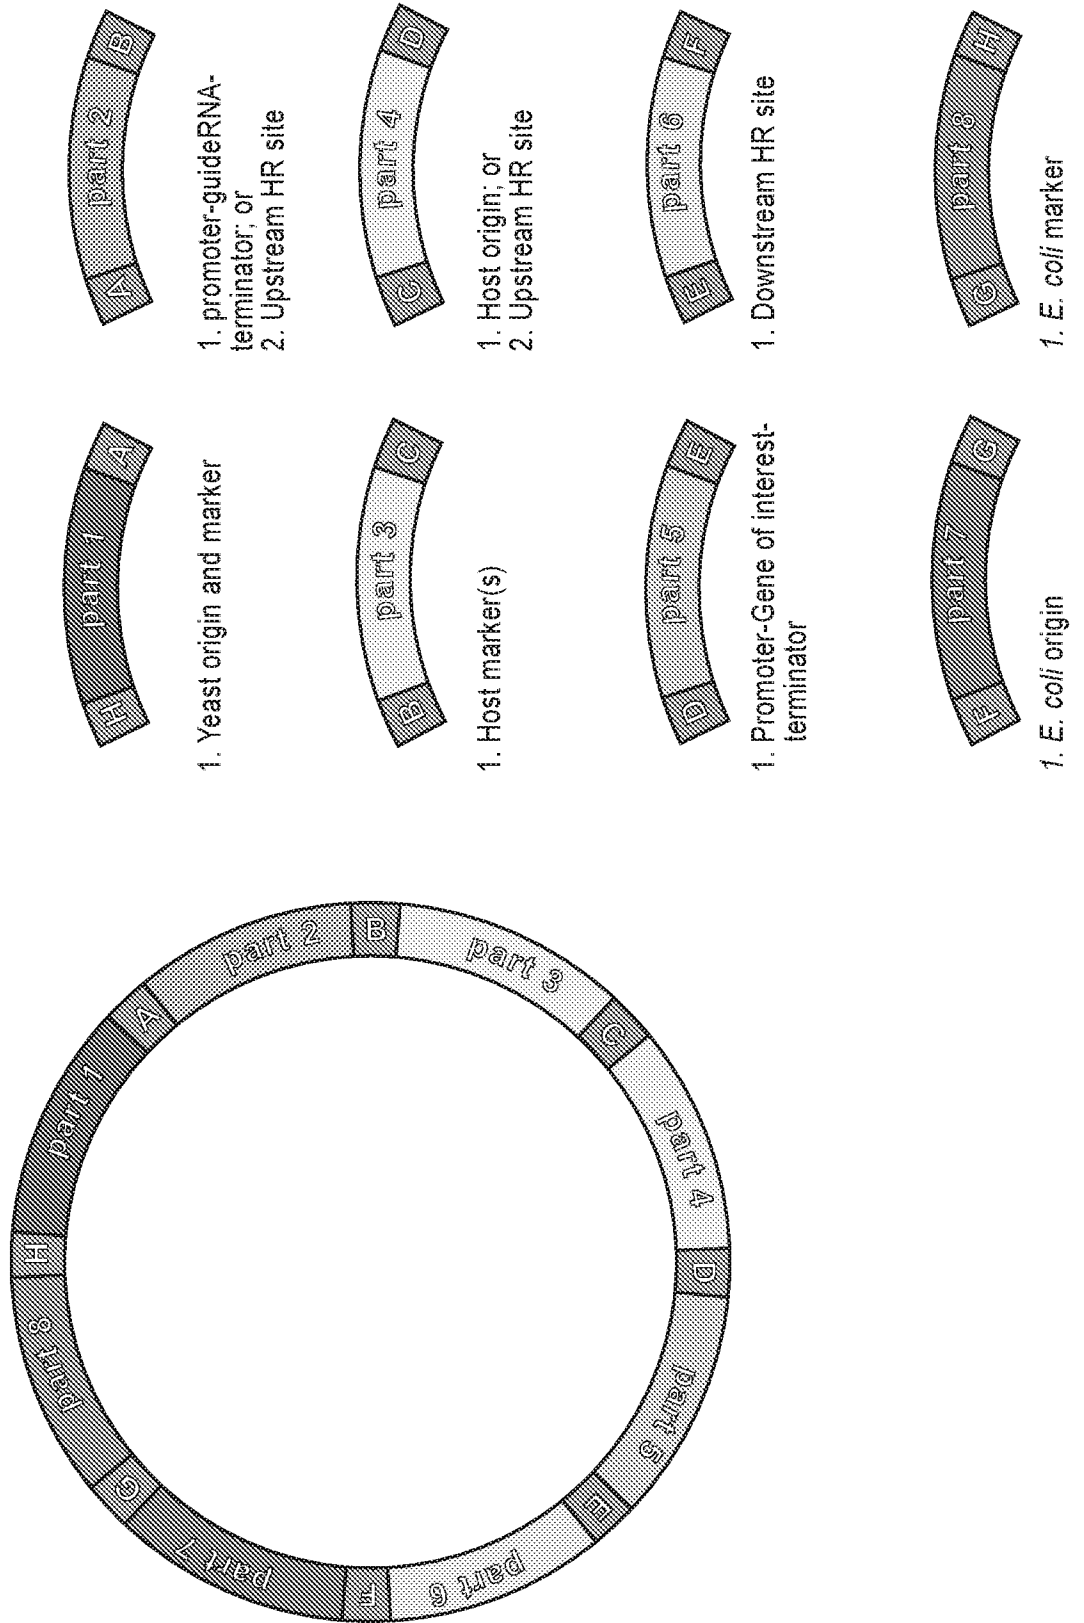 H
part 1
A
part 2
B
part 3
C
part 4
D
part 5
E
part 6
F
part 7
G
part 8
H part 1 A
1. Yeast origin and marker
A part 2 B
1. promoter-guideRNA-
terminator; or
2. Upstream HR site
B part 3 C
1. Host marker(s)
C part 4 D
1. Host origin; or
2. Upstream HR site
D part 5 E
1. Promoter-Gene of interest-
terminator
E part 6 F
1. Downstream HR site
F part 7 G
1. E. coli origin
G part 8 H
1. E. coli marker